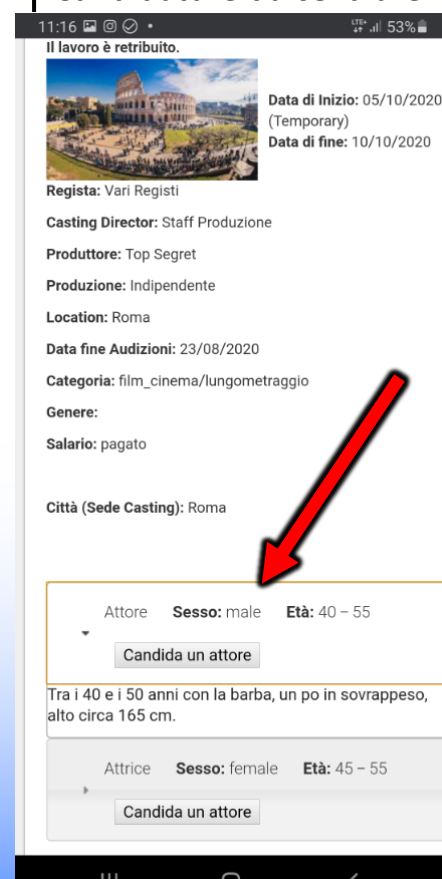 11:16 LTE+ 53%
Il lavoro è retribuito.
Data di Inizio: 05/10/2020
(Temporary)
Data di fine: 10/10/2020
Regista: Vari Registi
Casting Director: Staff Produzione
Produttore: Top Segret
Produzione: Indipendente
Location: Roma
Data fine Audizioni: 23/08/2020
Categoria: film_cinema/lungometraggio
Genere:
Salario: pagato
Città (Sede Casting): Roma
Attore Sesso: male Età: 40 – 55
Candida un attore
Tra i 40 e i 50 anni con la barba, un po in sovrappeso,
alto circa 165 cm.
Attrice Sesso: female Età: 45 – 55
Candida un attore